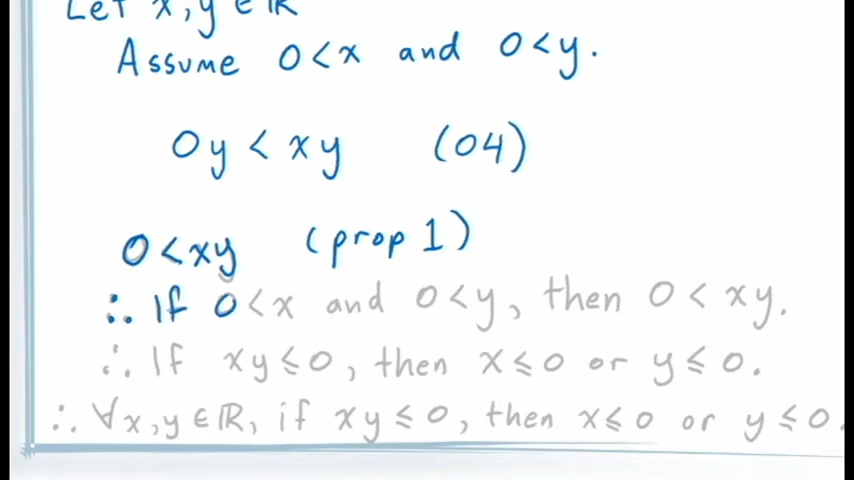 Let x, y ∈ ℝ
Assume 0 < x and 0 < y.
0y < xy (04)
0 < xy (prop 1)
∴ If 0 < x and 0 < y, then 0 < xy.
∴ If xy ⩽ 0, then x ⩽ 0 or y ⩽ 0.
∴ ∀x, y ∈ ℝ, if xy ⩽ 0, then x ⩽ 0 or y ⩽ 0.